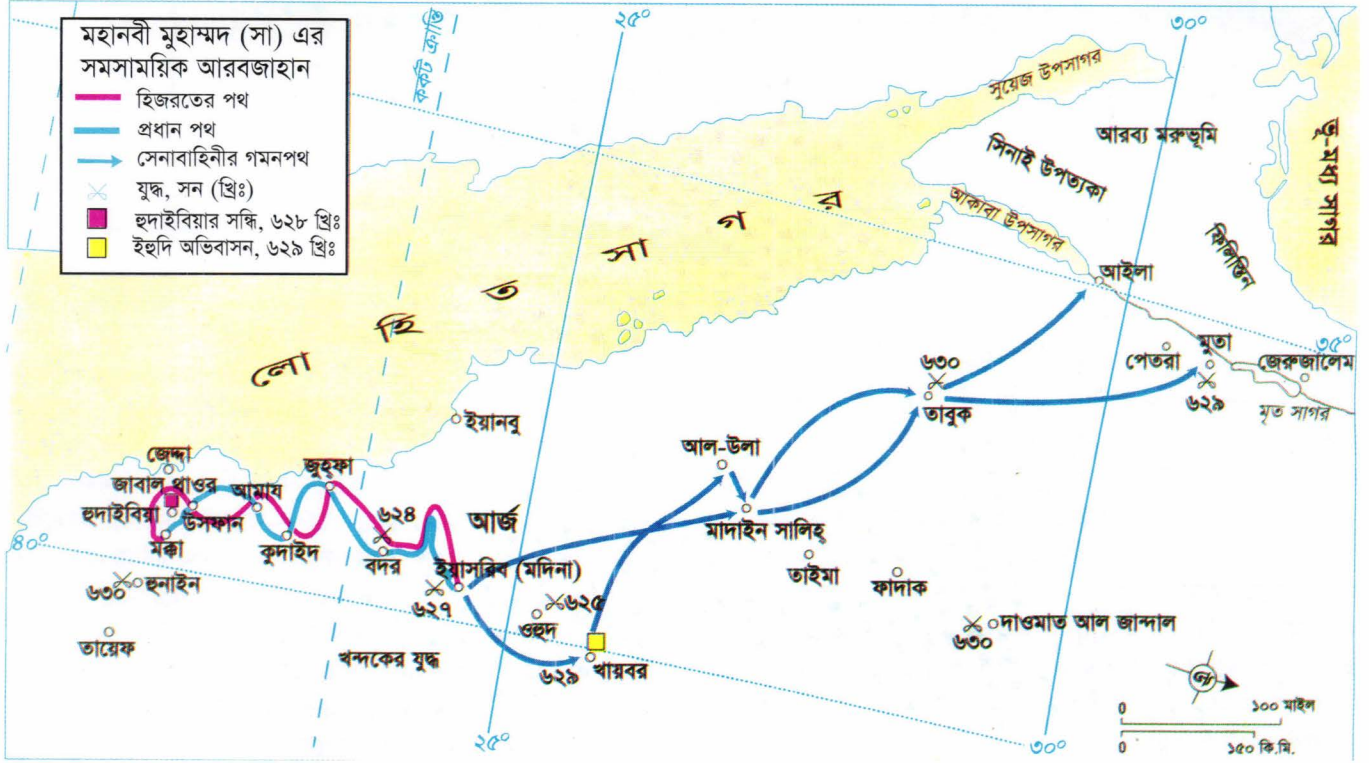 মহানবী মুহাম্মদ (সা) এর
সমসাময়িক আরবজাহান
হিজরতের পথ
প্রধান পথ
সেনাবাহিনীর গমনপথ
যুদ্ধ, সন (খ্রিঃ)
হুদাইবিয়ার সন্ধি, ৬২৮ খ্রিঃ
ইহুদি অভিবাসন, ৬২৯ খ্রিঃ
কর্কট ক্রান্তি
২৫°
৩০°
সুয়েজ উপসাগর
আরব্য মরুভূমি
সিনাই উপত্যকা
আকাবা উপসাগর
ভূ-মধ্য সাগর
ফিলিস্তিন
লোহিত সাগর
আইলা
৩৫°
পেতরা
মুতা
৬২৯
জেরুজালেম
মৃত সাগর
৬৩০
তাবুক
ইয়ানবু
আল-উলা
মাদাইন সালিহ্
তাইমা
ফাদাক
জেদ্দা
জাবাল থাওর
হুদাইবিয়া
উসফান
মক্কা
আমায
জুহ্ফা
কুদাইদ
৬২৪
বদর
আর্জ
ইয়াসরিব (মদিনা)
৬২৭
৬২৫
ওহুদ
৬২৯
খায়বর
৪০°
৬৩০
হুনাইন
তায়েফ
খন্দকের যুদ্ধ
দাওমাত আল জান্দাল
৬৩০
২৫°
৩০°
0 ১০০ মাইল
0 ১৫০ কি.মি.